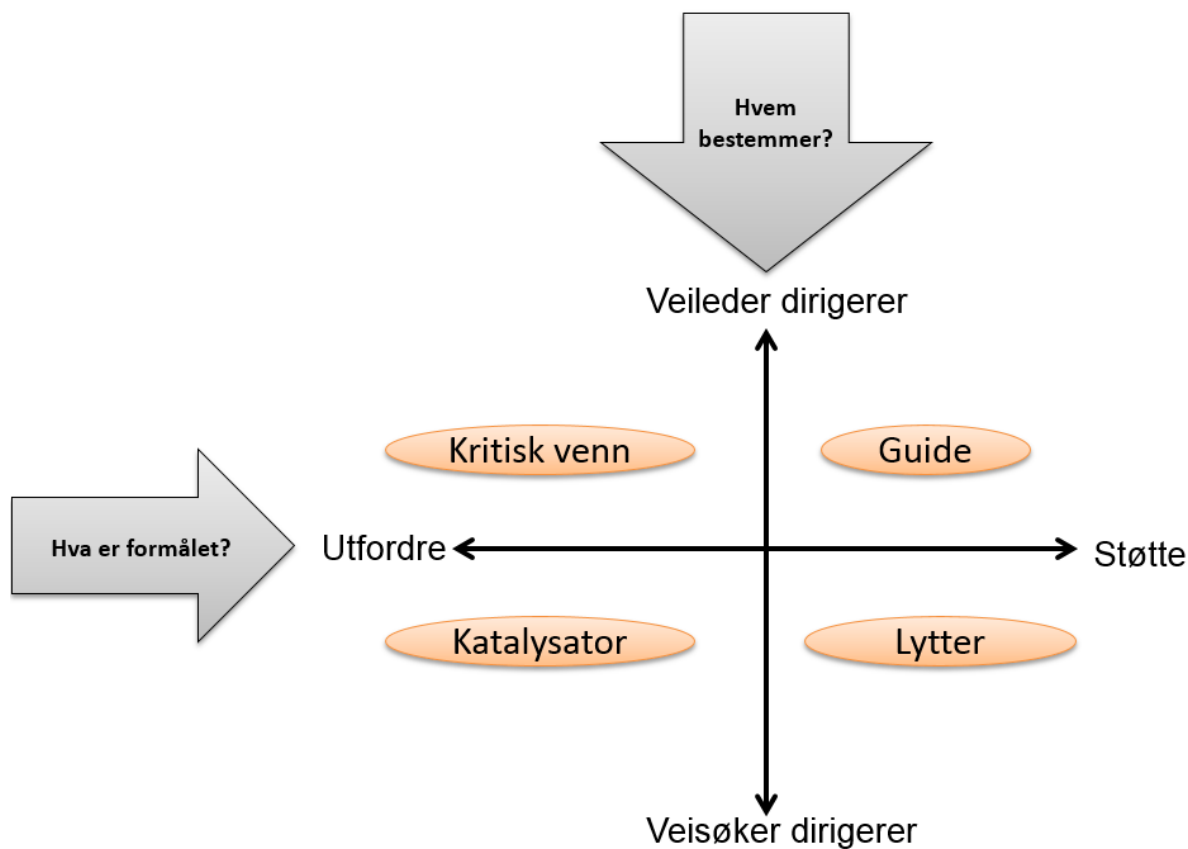 Hvem
bestemmer?
Veileder dirigerer
Kritisk venn
Guide
Hva er formålet?
Utfordre
Støtte
Katalysator
Lytter
Veisøker dirigerer